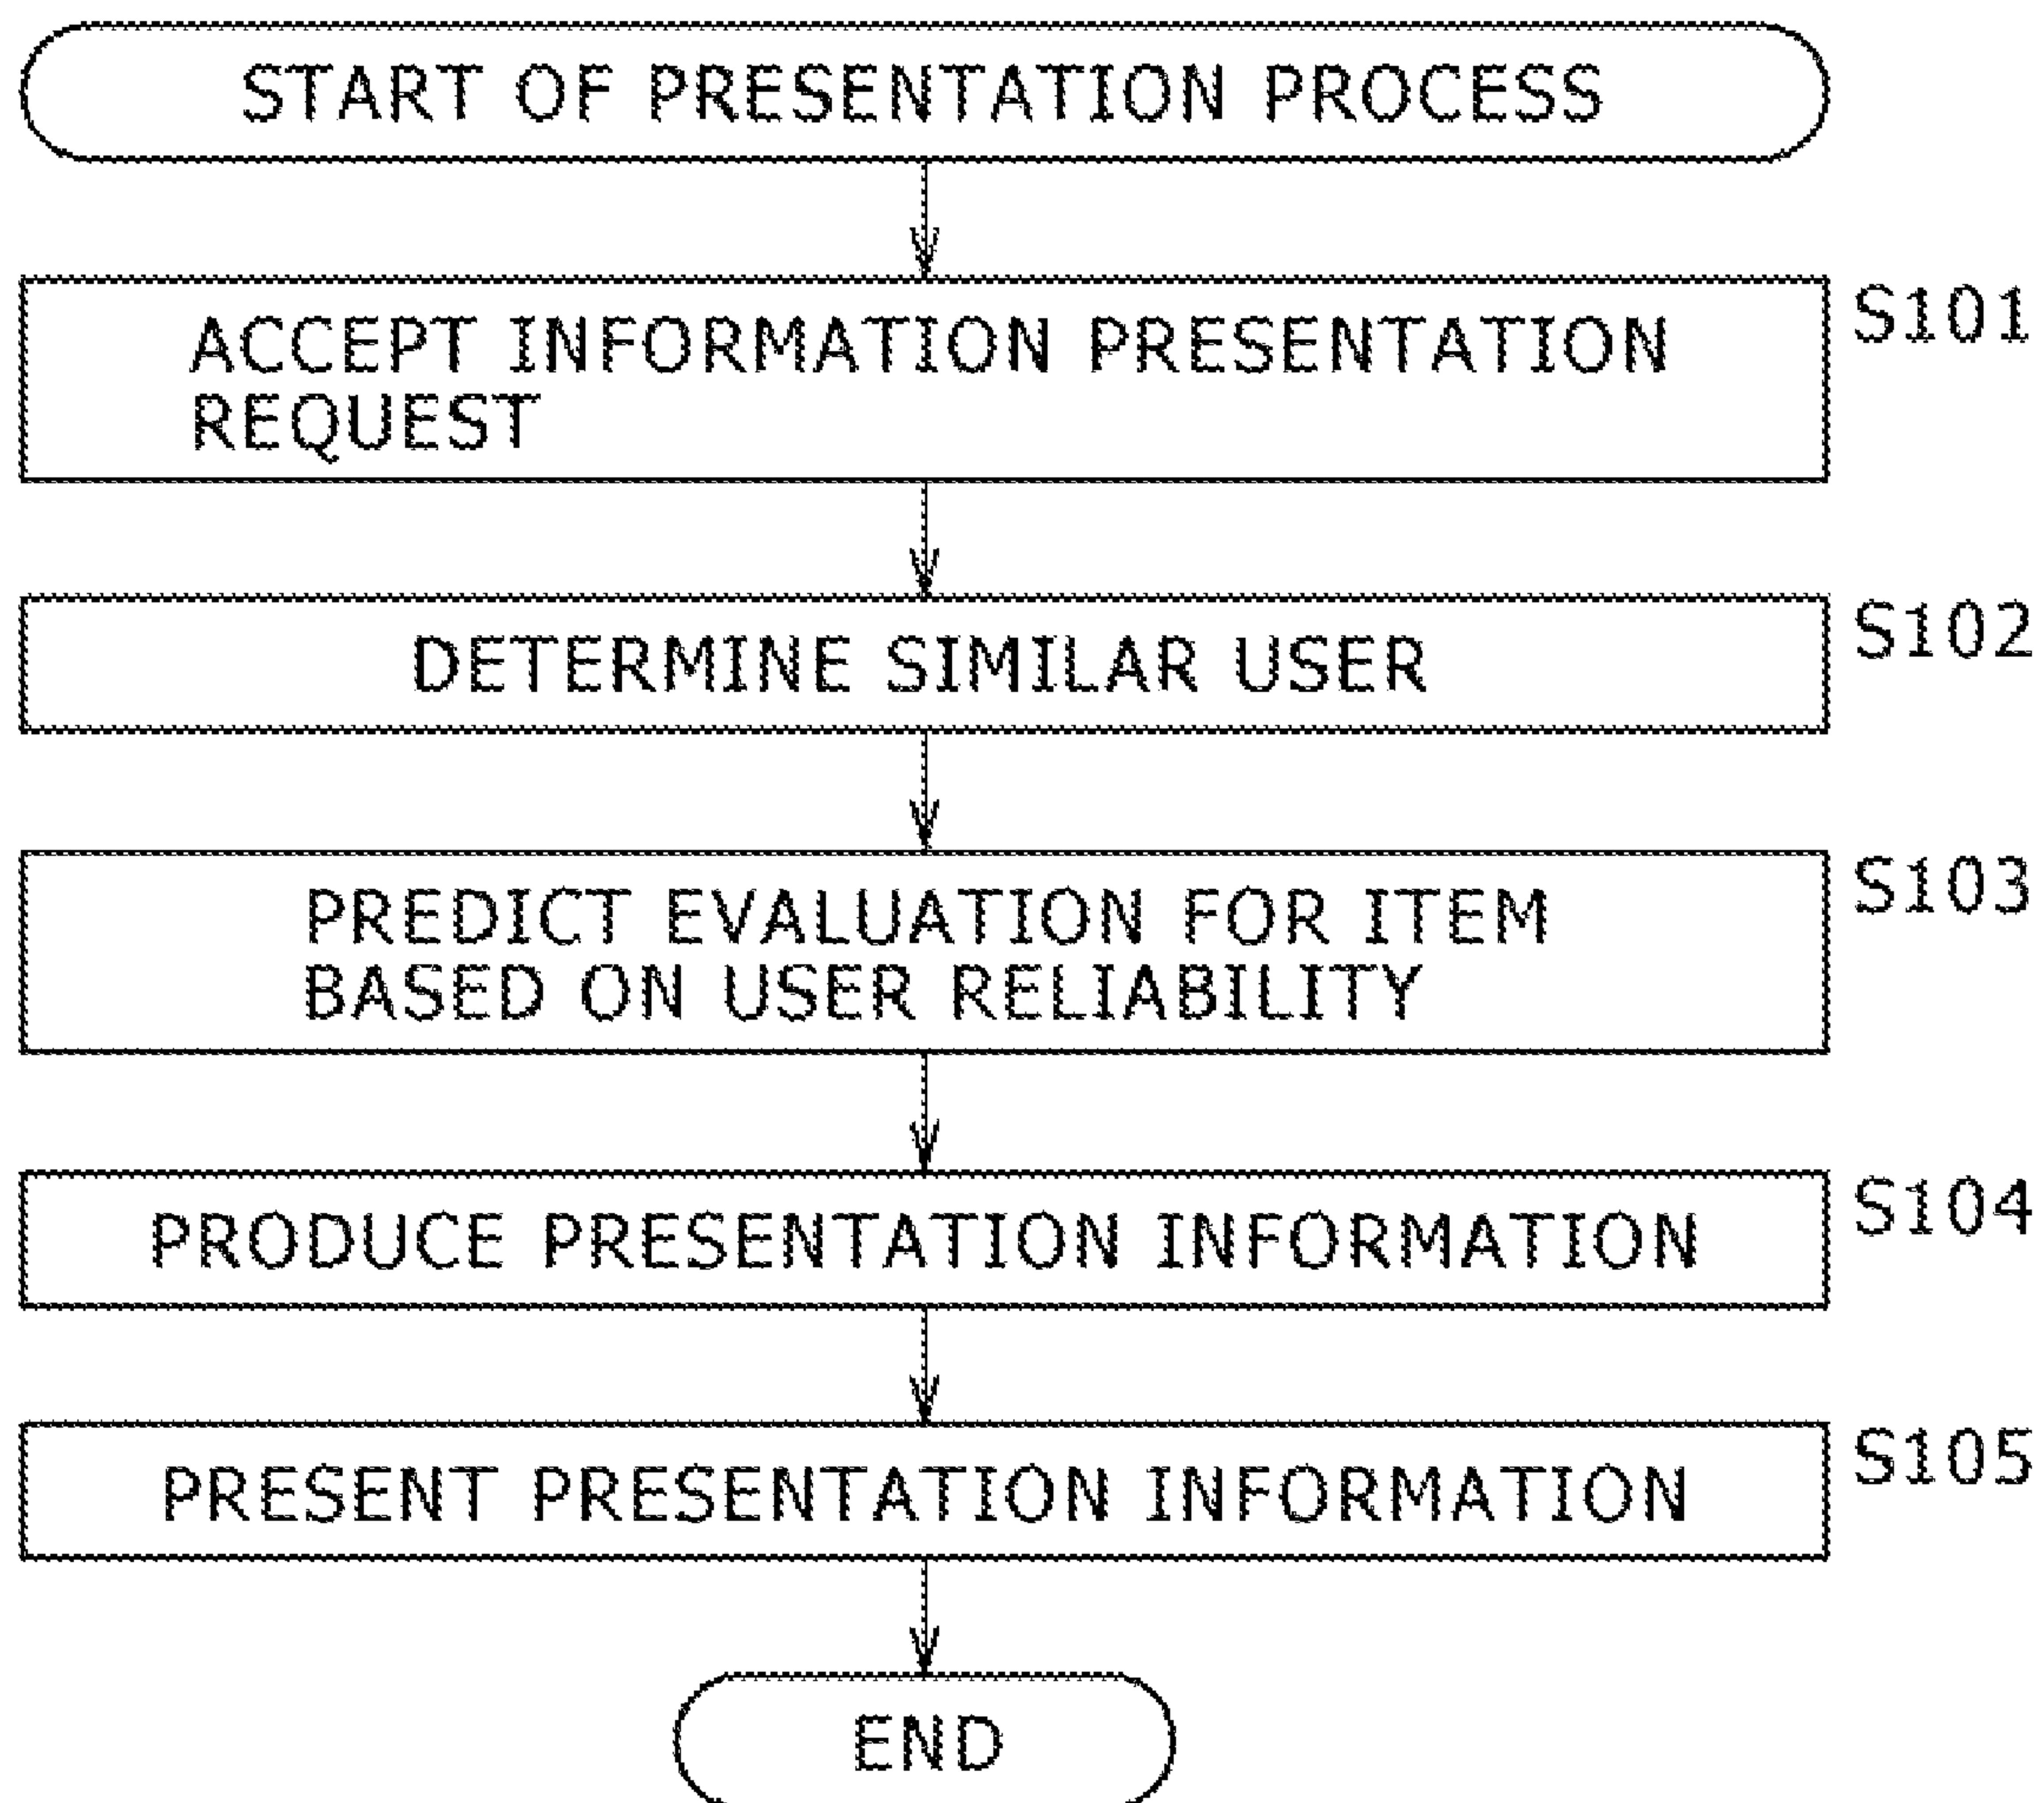 START OF PRESENTATION PROCESS
S101
ACCEPT INFORMATION PRESENTATION
REQUEST
S102
DETERMINE SIMILAR USER
S103
PREDICT EVALUATION FOR ITEM
BASED ON USER RELIABILITY
S104
PRODUCE PRESENTATION INFORMATION
S105
PRESENT PRESENTATION INFORMATION
END